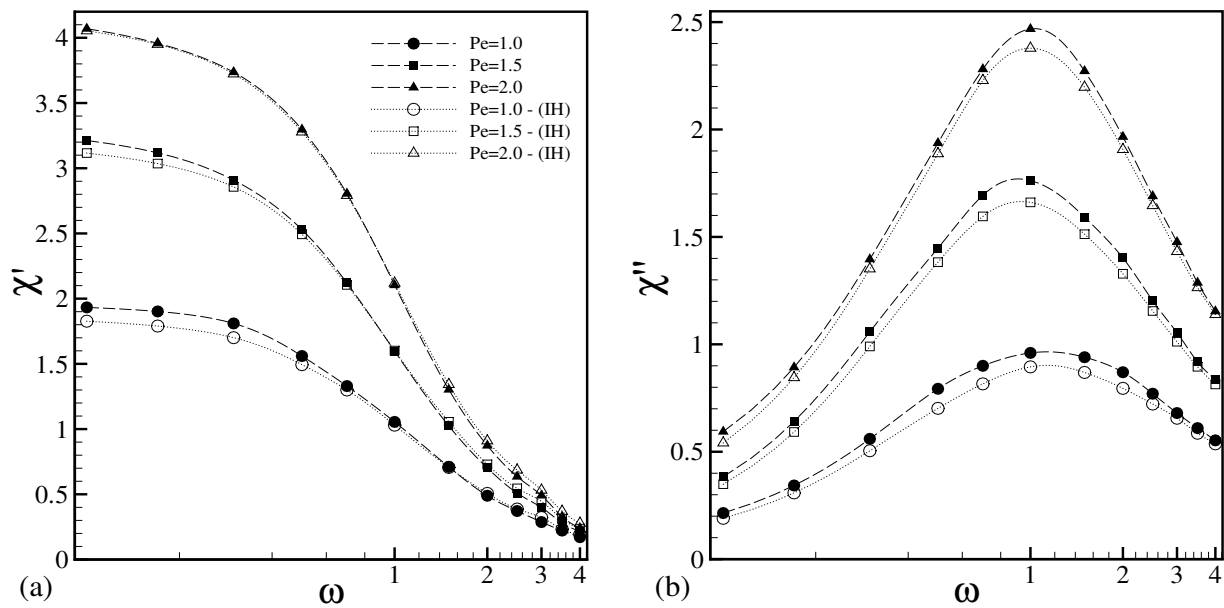 4
3.5
3
2.5
2
1.5
1
0.5
0
χ'
Pe=1.0
Pe=1.5
Pe=2.0
Pe=1.0 - (IH)
Pe=1.5 - (IH)
Pe=2.0 - (IH)
1 2 3 4
(a) ω
2.5
2
1.5
1
0.5
0
χ"
1 2 3 4
(b) ω